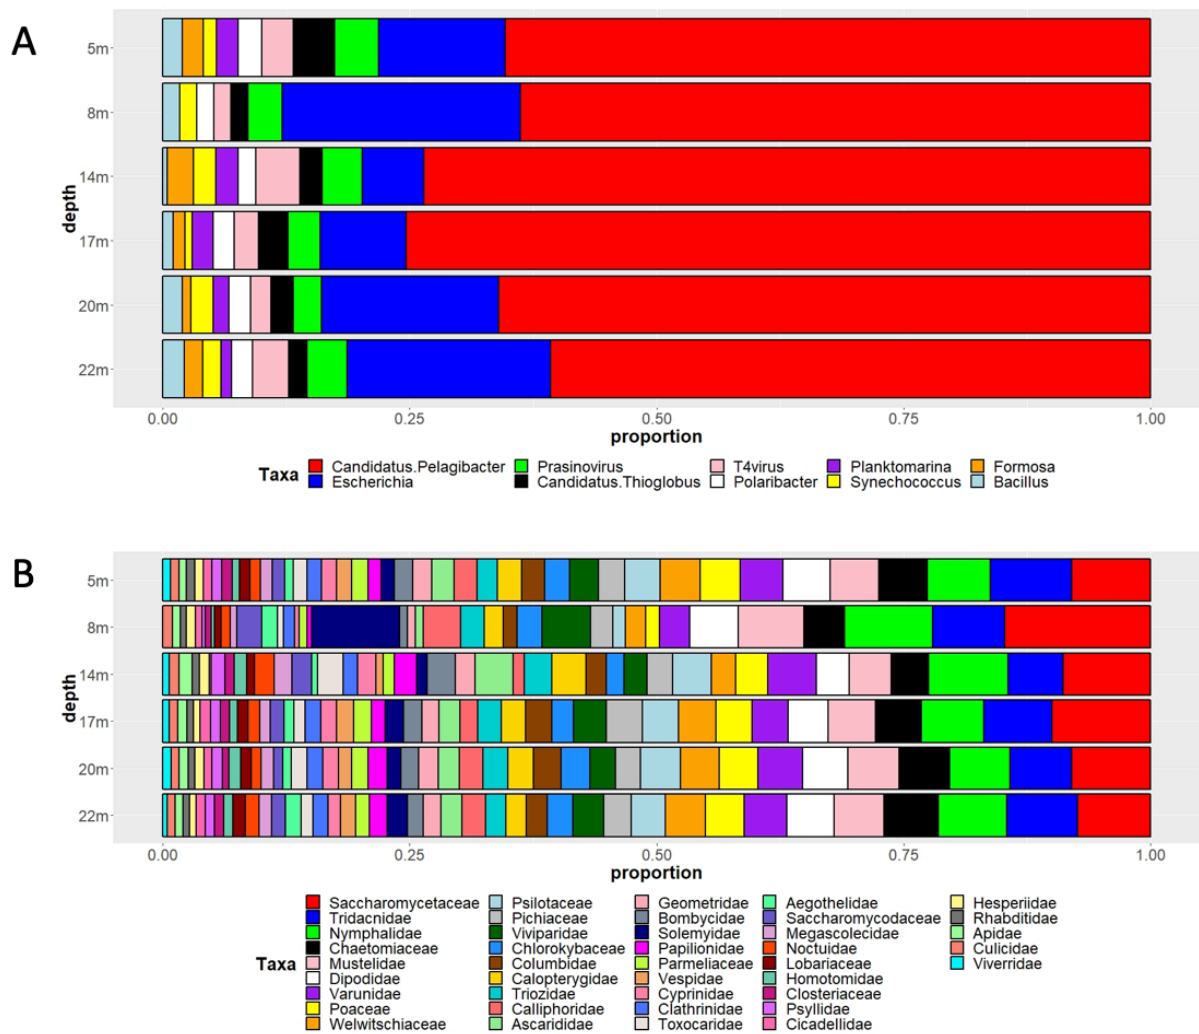 A
5m
8m
14m
17m
20m
22m
depth
0.00 0.25 0.50 0.75 1.00
proportion
Taxa
Candidatus.Pelagibacter Prasinovirus T4virus Planktomarina Formosa
Escherichia Candidatus.Thioglobus Polaribacter Synechococcus Bacillus
B
5m
8m
14m
17m
20m
22m
depth
0.00 0.25 0.50 0.75 1.00
proportion
Taxa
Saccharomycetaceae Psilotaceae Geometridae Aegothelidae Hesperiidae
Tridacnidae Pichiaceae Bombycidae Saccharomycodaceae Rhabditidae
Nymphalidae Viviparidae Solemyidae Megascolecidae Apidae
Chaetomiaceae Chlorokybaceae Papilionidae Noctuidae Culicidae
Mustelidae Columbidae Parmeliaceae Lobariaceae Viverridae
Dipodidae Calopterygidae Vespidae Homotomidae
Varunidae Triozidae Cyprinidae Closteriaceae
Poaceae Calliphoridae Clathrinidae Psyllidae
Welwitschiaceae Ascarididae Toxocaridae Cicadellidae